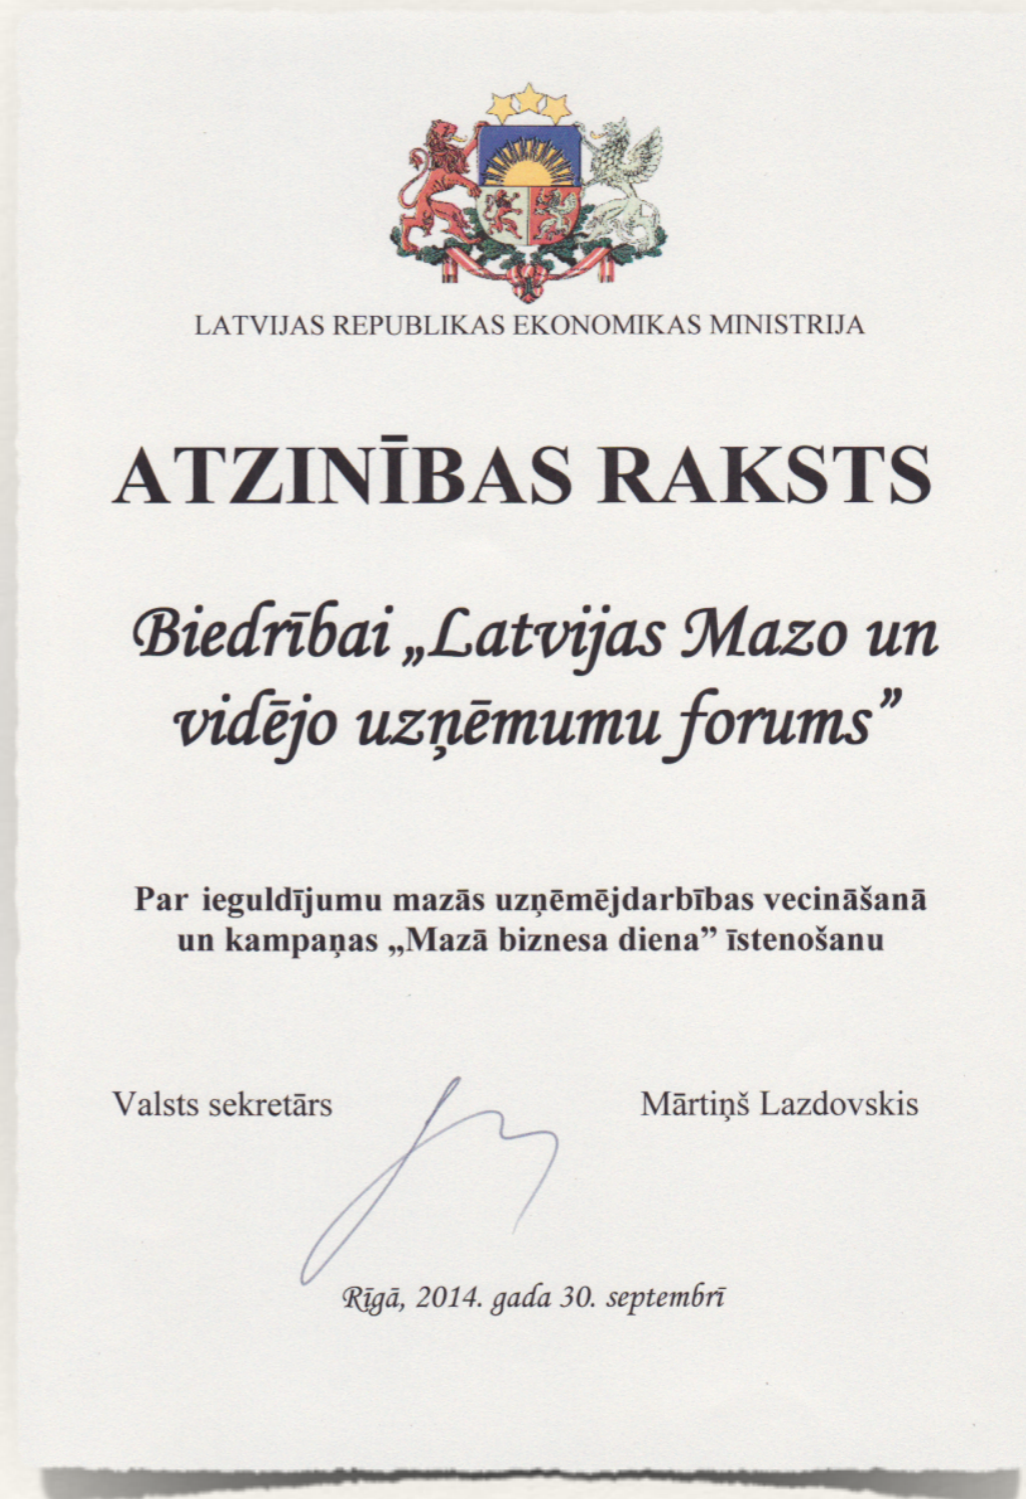 LATVIJAS REPUBLIKAS EKONOMIKAS MINISTRIJA
ATZINĪBAS RAKSTS
Biedrībai „Latvijas Mazo un
vidējo uzņēmumu forums”
Par ieguldījumu mazās uzņēmējdarbības vecināšanā
un kampaņas „Mazā biznesa diena” īstenošanu
Valsts sekretārs Mārtiņš Lazdovskis
Rīgā, 2014. gada 30. septembrī